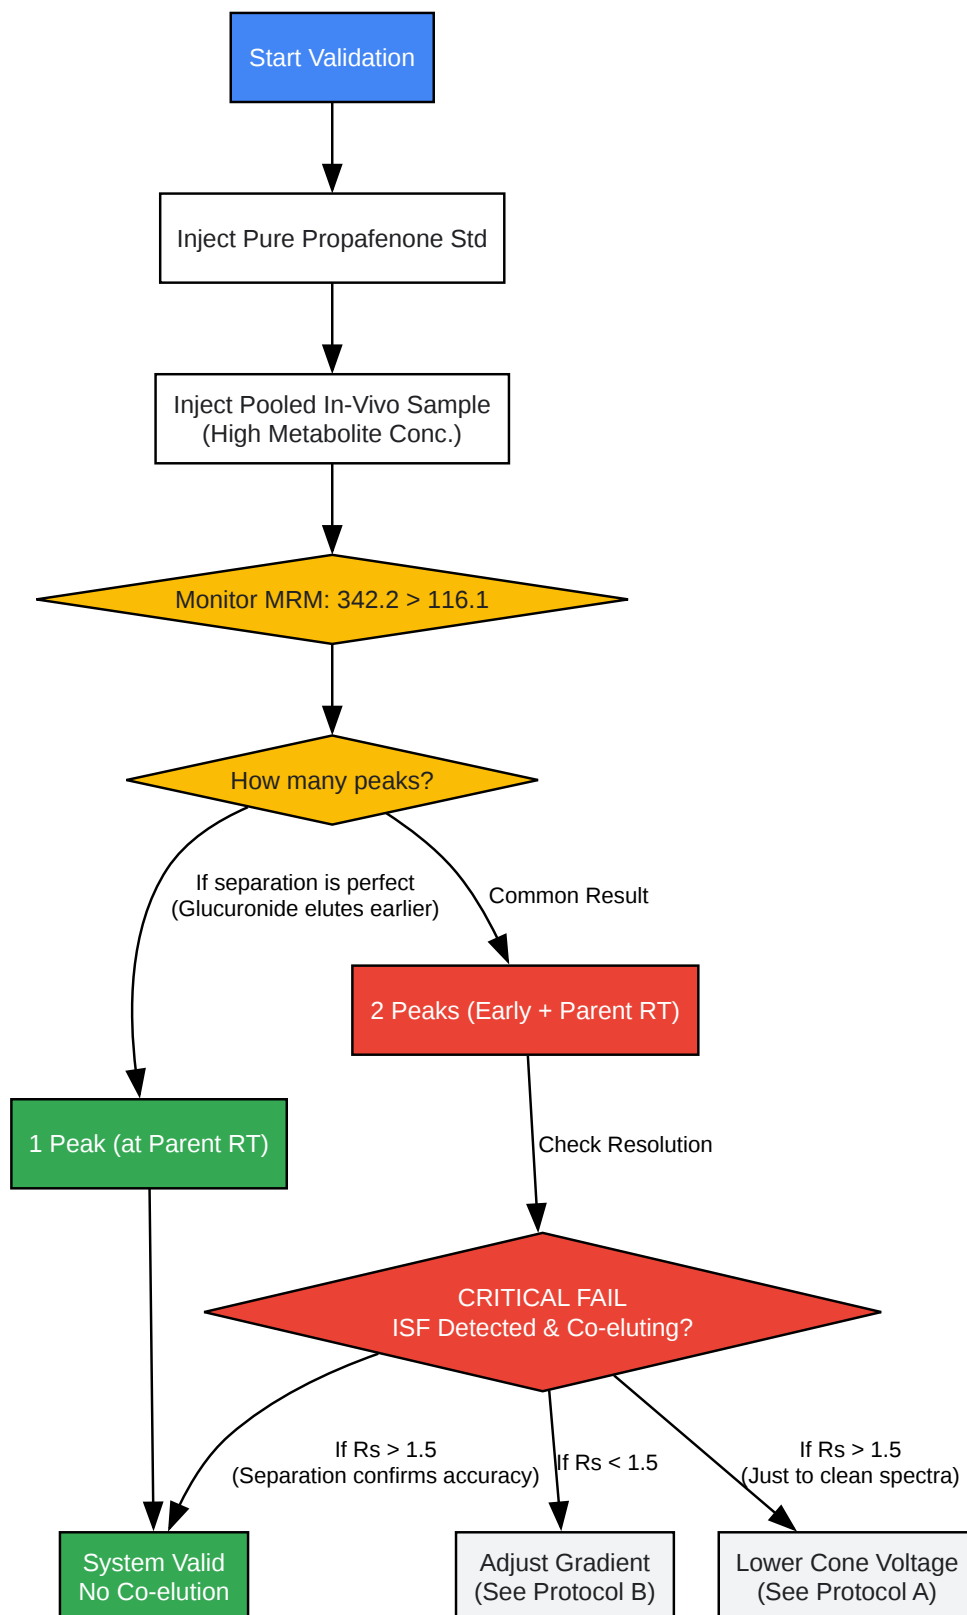 Start Validation
Inject Pure Propafenone Std
Inject Pooled In-Vivo Sample
(High Metabolite Conc.)
Monitor MRM: 342.2 > 116.1
How many peaks?
If separation is perfect
(Glucuronide elutes earlier)
Common Result
2 Peaks (Early + Parent RT)
1 Peak (at Parent RT)
Check Resolution
CRITICAL FAIL
ISF Detected & Co-eluting?
If Rs > 1.5
(Separation confirms accuracy)
If Rs < 1.5
If Rs > 1.5
(Just to clean spectra)
System Valid
No Co-elution
Adjust Gradient
(See Protocol B)
Lower Cone Voltage
(See Protocol A)